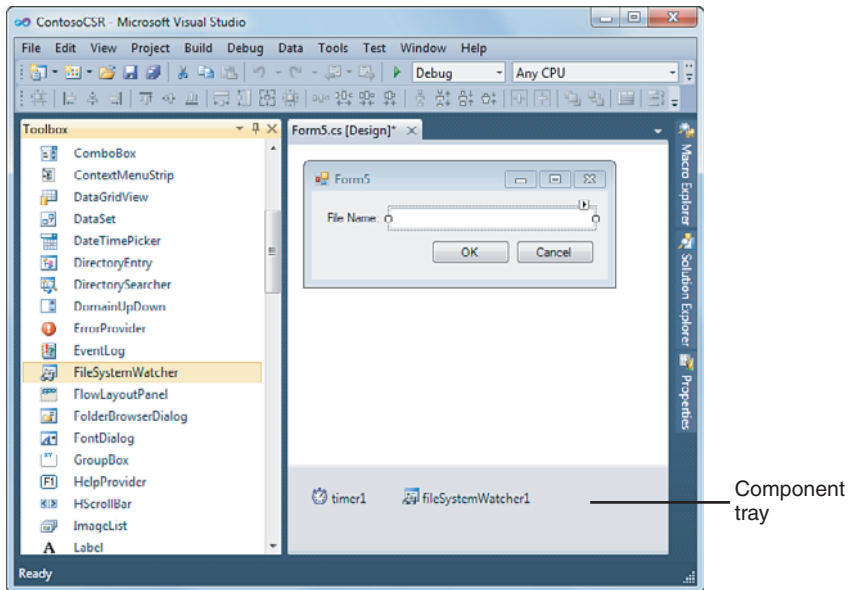 ContosoCSR - Microsoft Visual Studio
File Edit View Project Build Debug Data Tools Test Window Help
Debug Any CPU
Toolbox
ComboBox
ContextMenuStrip
DataGridView
DataSet
DateTimePicker
DirectoryEntry
DirectorySearcher
DomainUpDown
ErrorProvider
EventLog
FileSystemWatcher
FlowLayoutPanel
FolderBrowserDialog
FontDialog
GroupBox
HelpProvider
HScrollBar
ImageList
A Label
Form5.cs [Design]*
Form5
File Name:
OK Cancel
timer1 fileSystemWatcher1
Macro Explorer
Solution Explorer
Properties
Component
tray
Ready